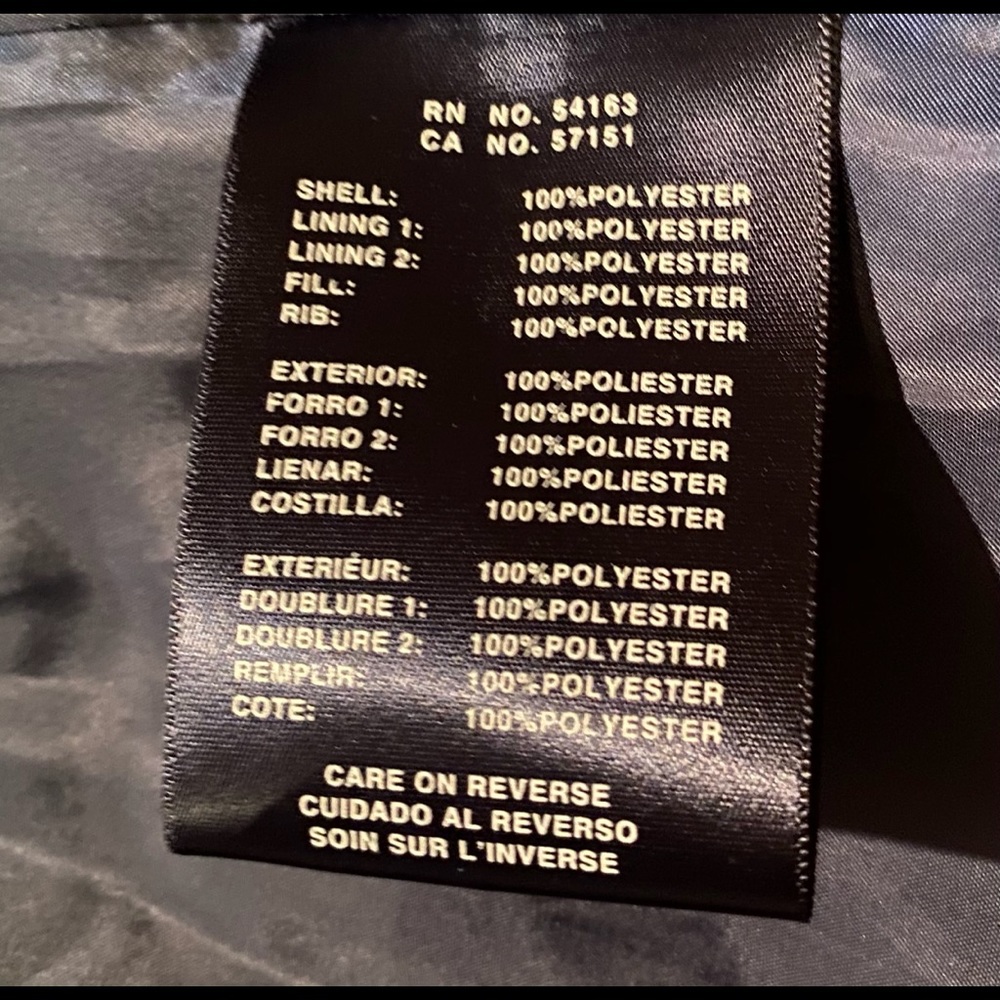 RN NO. 54163
CA NO. 57151
SHELL: 100%POLYESTER
LINING 1: 100%POLYESTER
LINING 2: 100%POLYESTER
FILL: 100%POLYESTER
RIB: 100%POLYESTER
EXTERIOR: 100%POLIESTER
FORRO 1: 100%POLIESTER
FORRO 2: 100%POLIESTER
LIENAR: 100%POLIESTER
COSTILLA: 100%POLIESTER
EXTERIÉUR: 100%POLYESTER
DOUBLURE 1: 100%POLYESTER
DOUBLURE 2: 100%POLYESTER
REMPLIR: 100%POLYESTER
COTE: 100%POLYESTER
CARE ON REVERSE
CUIDADO AL REVERSO
SOIN SUR L'INVERSE